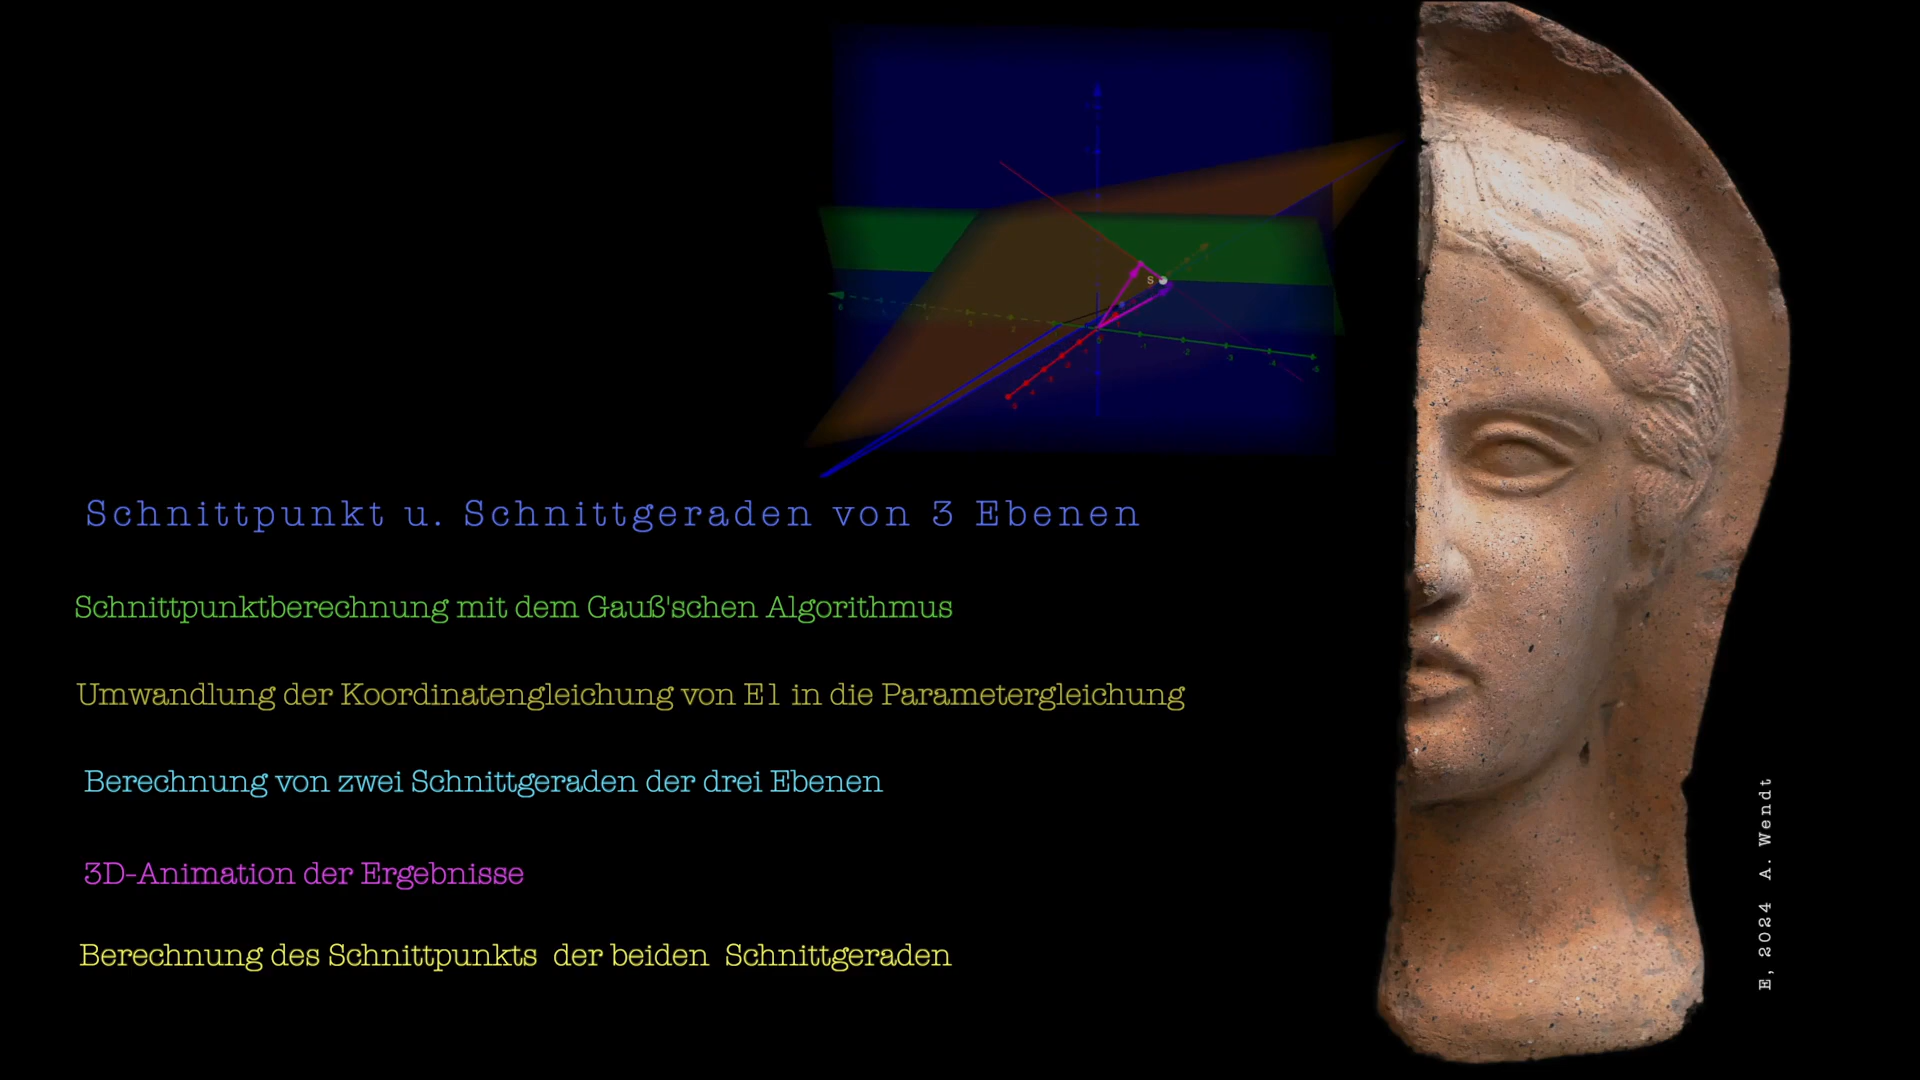 S
Schnittpunkt u. Schnittgeraden von 3 Ebenen
Schnittpunktberechnung mit dem Gauß'schen Algorithmus
Umwandlung der Koordinatengleichung von E1 in die Parametergleichung
Berechnung von zwei Schnittgeraden der drei Ebenen
3D-Animation der Ergebnisse
Berechnung des Schnittpunkts der beiden Schnittgeraden
E, 2024 A. Wendt